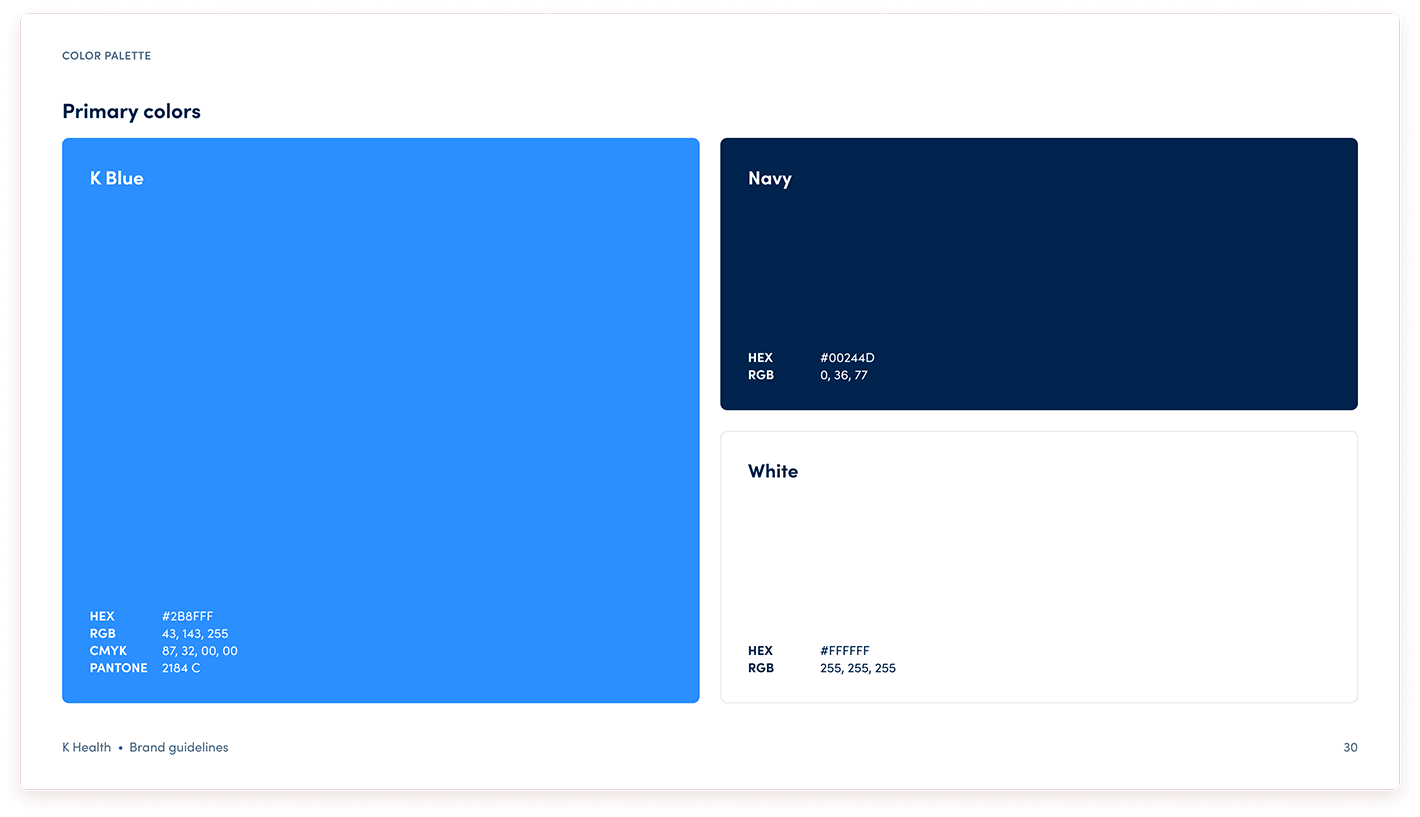 COLOR PALETTE
Primary colors
K Blue
HEX #2B8FFF
RGB 43, 143, 255
CMYK 87, 32, 00, 00
PANTONE 2184 C
Navy
HEX #00244D
RGB 0, 36, 77
White
HEX #FFFFFF
RGB 255, 255, 255
K Health • Brand guidelines
30